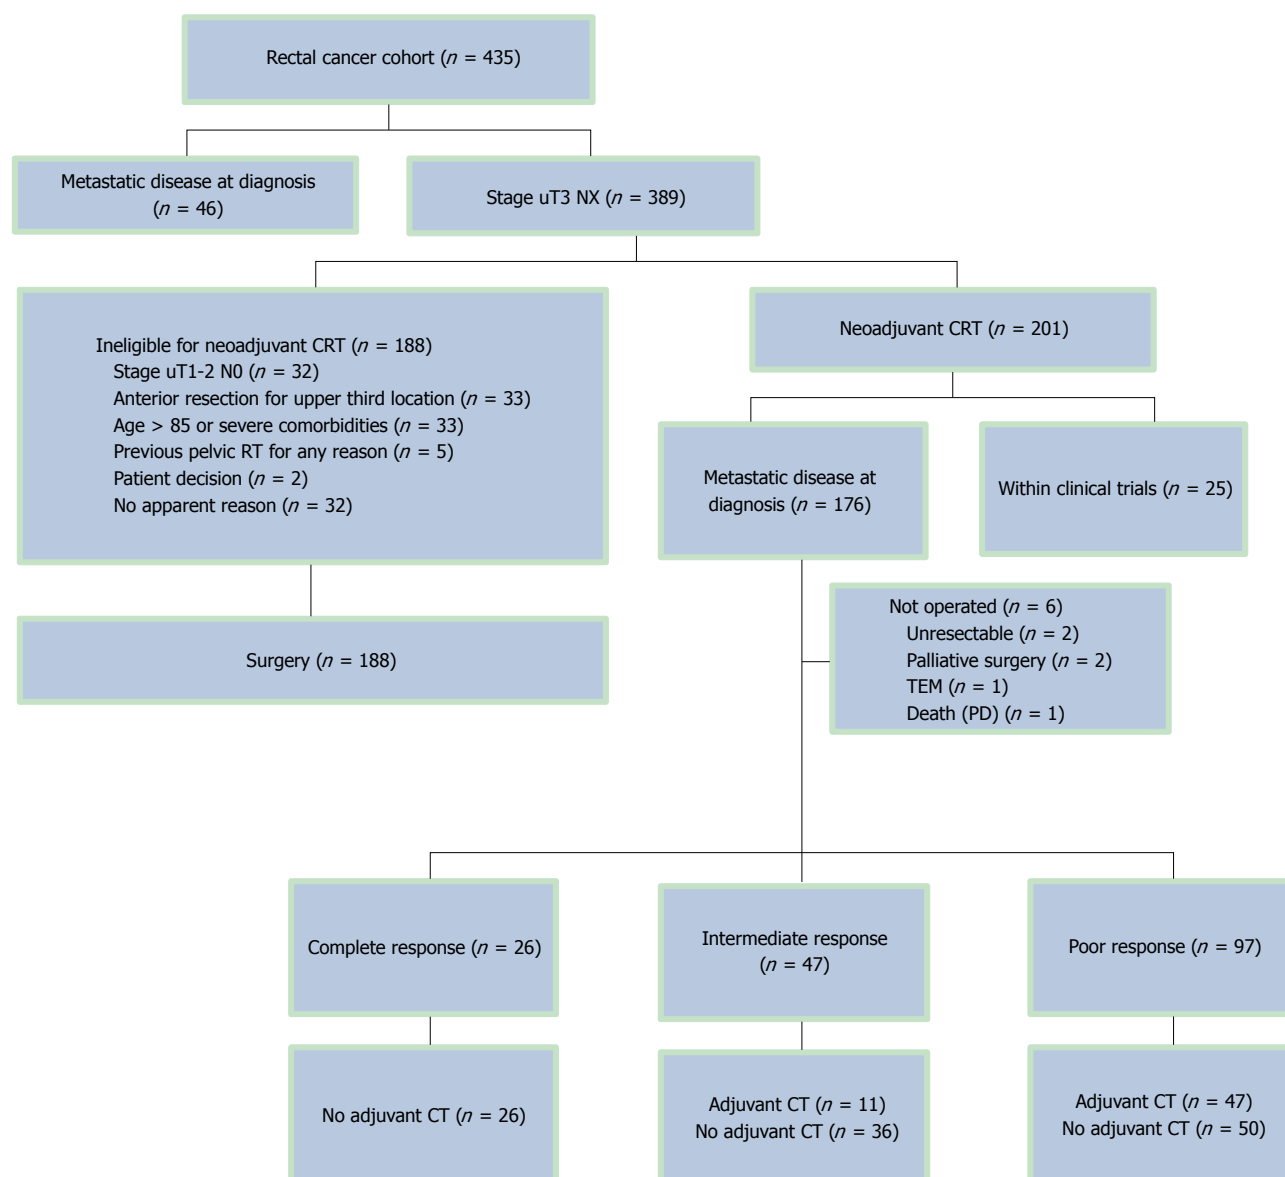 Rectal cancer cohort (n = 435)
Metastatic disease at diagnosis
(n = 46)
Stage uT3 NX (n = 389)
Ineligible for neoadjuvant CRT (n = 188)
Stage uT1-2 N0 (n = 32)
Anterior resection for upper third location (n = 33)
Age > 85 or severe comorbidities (n = 33)
Previous pelvic RT for any reason (n = 5)
Patient decision (n = 2)
No apparent reason (n = 32)
Neoadjuvant CRT (n = 201)
Metastatic disease at
diagnosis (n = 176)
Within clinical trials (n = 25)
Surgery (n = 188)
Not operated (n = 6)
Unresectable (n = 2)
Palliative surgery (n = 2)
TEM (n = 1)
Death (PD) (n = 1)
Complete response (n = 26)
Intermediate response
(n = 47)
Poor response (n = 97)
No adjuvant CT (n = 26)
Adjuvant CT (n = 11)
No adjuvant CT (n = 36)
Adjuvant CT (n = 47)
No adjuvant CT (n = 50)